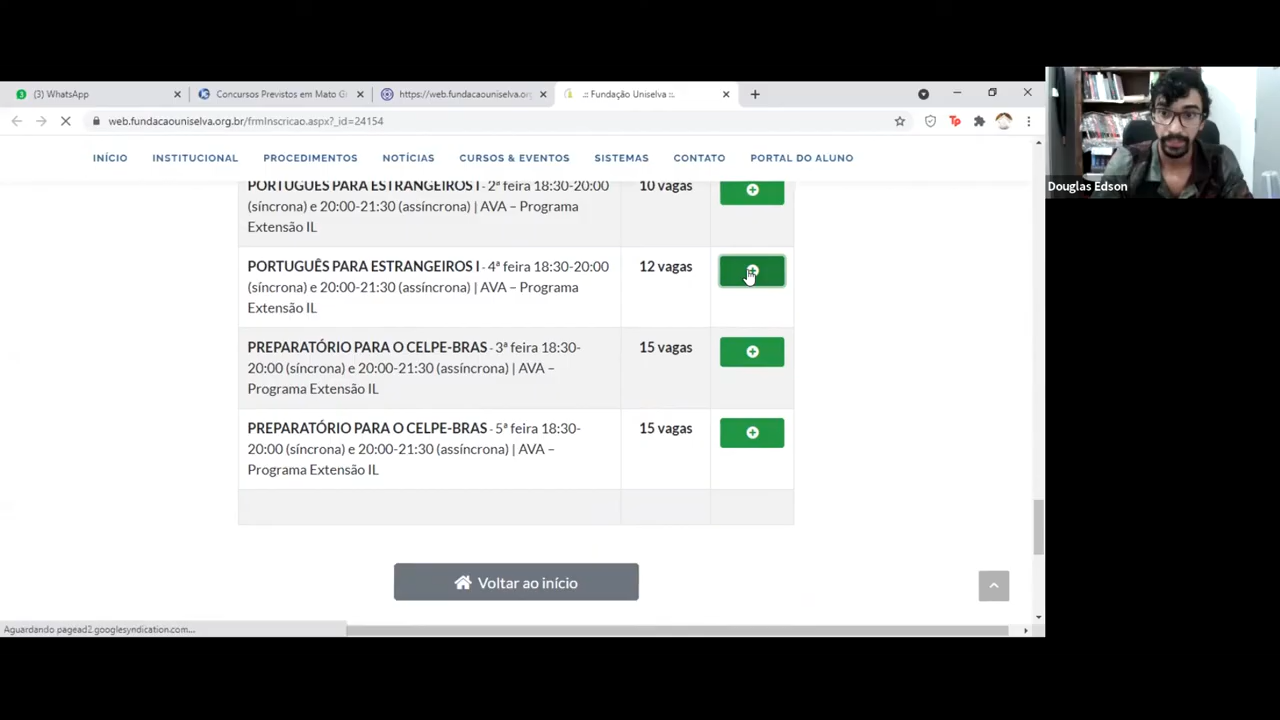 (3) WhatsApp
Concursos Previstos em Mato G
https://web.fundacaouniselva.org
.:: Fundação Uniselva ::.
web.fundacaouniselva.org.br/frmInscricao.aspx?_id=24154
INÍCIO INSTITUCIONAL PROCEDIMENTOS NOTÍCIAS CURSOS & EVENTOS SISTEMAS CONTATO PORTAL DO ALUNO
Douglas Edson
PORTUGUÊS PARA ESTRANGEIROS I - 2ª feira 18:30-20:00 10 vagas
(síncrono) e 20:00-21:30 (assíncrona) | AVA – Programa
Extensão IL
PORTUGUÊS PARA ESTRANGEIROS I - 4ª feira 18:30-20:00 12 vagas
(síncrona) e 20:00-21:30 (assíncrona) | AVA – Programa
Extensão IL
PREPARATÓRIO PARA O CELPE-BRAS - 3ª feira 18:30- 15 vagas
20:00 (síncrona) e 20:00-21:30 (assíncrona) | AVA –
Programa Extensão IL
PREPARATÓRIO PARA O CELPE-BRAS - 5ª feira 18:30- 15 vagas
20:00 (síncrona) e 20:00-21:30 (assíncrona) | AVA –
Programa Extensão IL
Voltar ao início
Aguardando pagead2.googlesyndication.com...